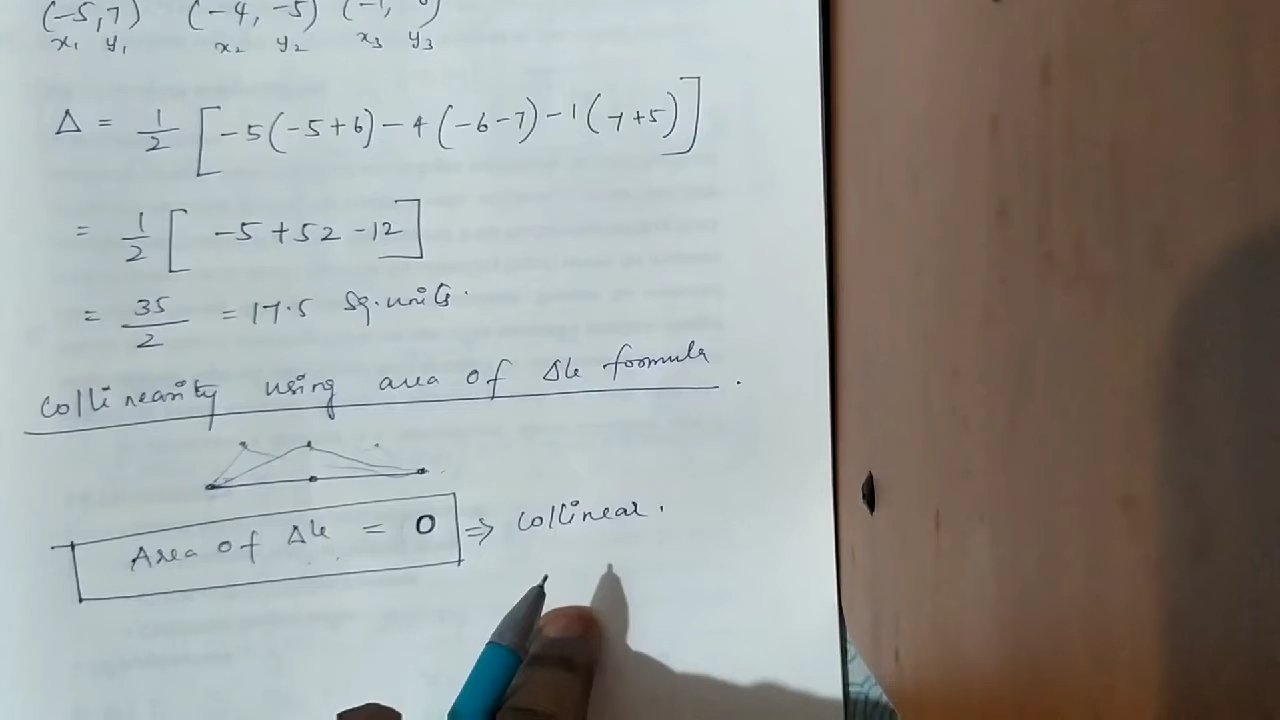 (-5,7) (-4, -5) (-1,
x₁ y₁ x₂ y₂ x₃ y₃
Δ = 1/2 [-5(-5+6)-4(-6-7)-1(7+5)]
= 1/2 [ -5+52-12]
= 35/2 = 17.5 Sq.units.
Collinearity using area of Δle formula.
Area of Δle = 0 ⇒ Collinear.